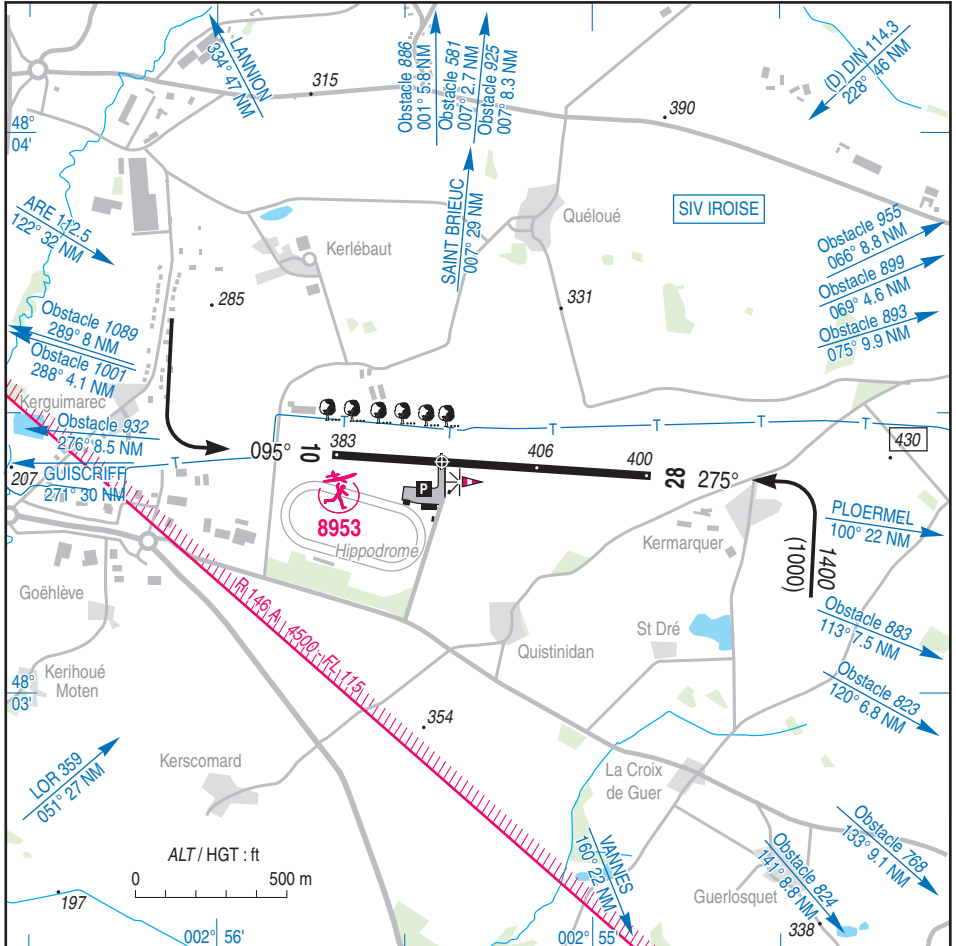 LANNION
334° 47 NM
315
Obstacle 886
Obstacle 581
007° 2.7 NM
Obstacle 925
007° 8.3 NM
(D) DIN 114.3
228° 46 NM
390
48°
04'
ARE 112.5
122° 32 NM
Kerlébaut
SAINT BRIEUC
007° 29 NM
Quéloué
SIV IROISE
Obstacle 955
066° 8.8 NM
Obstacle 899
069° 4.6 NM
Obstacle 893
075° 9.9 NM
285
331
Obstacle 1089
289° 8 NM
Obstacle 1001
288° 4.1 NM
Kerguimarec
Obstacle 932
276° 8.5 NM
GUISCRIFF
271° 30 NM
207
T
T
T
T
T
095°
10
383
406
400
28
275°
430
P
8953
Hippodrome
Kermarquer
PLOERMEL
100° 22 NM
1400
(1000)
Goëhlève
R 146 A 4500 - FL 115
Quistinidan
St Dré
Obstacle 883
113° 7.5 NM
Kerihoué
Moten
48°
03'
Obstacle 823
120° 6.8 NM
354
LOR 359
051° 27 NM
Kerscomard
La Croix
de Guer
VANNES
160° 22 NM
Obstacle 768
133° 9.1 NM
Obstacle 824
141° 8.8 NM
Guerlosquet
338
ALT / HGT : ft
0 500 m
197
002° 56'
002° 55'